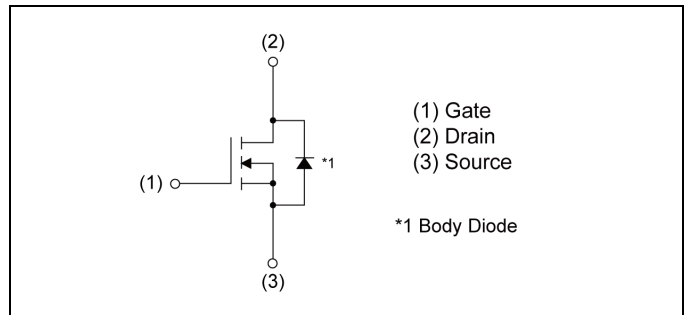 (2)
(1) Gate
(2) Drain
(3) Source
*1
(1)
*1 Body Diode
(3)